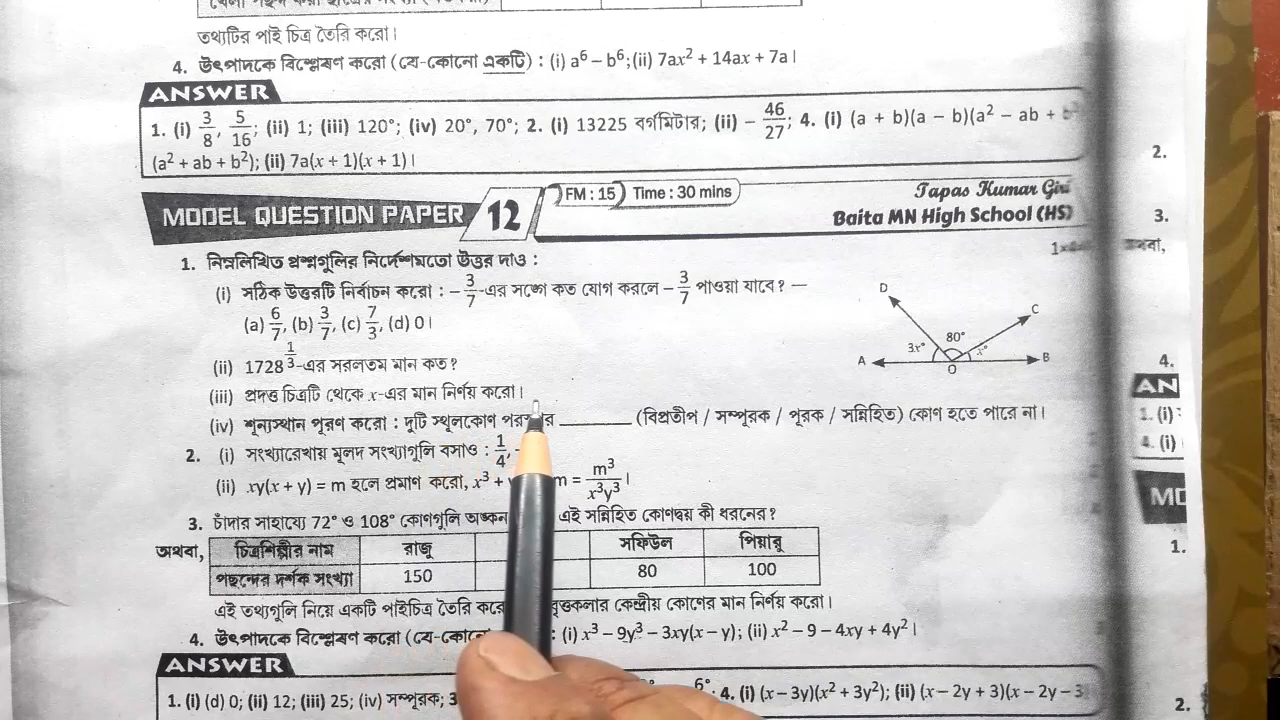 তথ্যটির পাই চিত্র তৈরি করো।
4. উৎপাদকে বিশ্লেষণ করো (যে-কোনো একটি) : (i) a⁶ – b⁶; (ii) 7ax² + 14ax + 7a।
ANSWER
1. (i) 3/8, 5/16; (ii) 1; (iii) 120°; (iv) 20°, 70°; 2. (i) 13225 বর্গমিটার; (ii) – 46/27; 4. (i) (a + b)(a – b)(a² – ab +
(a² + ab + b²); (ii) 7a(x + 1)(x + 1)।
MODEL QUESTION PAPER 12
FM : 15 Time : 30 mins
Tapas Kumar Giri
Baita MN High School (HS)
1. নিম্নলিখিত প্রশ্নগুলির নির্দেশমতো উত্তর দাও :
(i) সঠিক উত্তরটি নির্বাচন করো : – 3/7-এর সঙ্গে কত যোগ করলে – 3/7 পাওয়া যাবে? —
(a) 6/7, (b) 3/7, (c) 7/3, (d) 0।
(ii) 1728^(1/3)-এর সরলতম মান কত?
(iii) প্রদত্ত চিত্রটি থেকে x-এর মান নির্ণয় করো।
D
C
80°
3x°
x°
A
O
B
(iv) শূন্যস্থান পূরণ করো : দুটি স্থূলকোণ ________ (বিপ্রতীপ / সম্পূরক / পূরক / সন্নিহিত) কোণ হতে পারে না।
2. (i) সংখ্যারেখায় মূলদ সংখ্যাগুলি বসাও : 1/4,
(ii) xy(x + y) = m হলে প্রমাণ করো, x³ + m = m³/x³y³।
3. চাঁদার সাহায্যে 72° ও 108° কোণগুলি অঙ্কন এই সন্নিহিত কোণদ্বয় কী ধরনের?
অথবা,
চিত্রশিল্পীর নাম রাজু সফিউল পিয়ারু
পছন্দের দর্শক সংখ্যা 150 80 100
এই তথ্যগুলি নিয়ে একটি পাইচিত্র তৈরি করো বৃত্তকলার কেন্দ্রীয় কোণের মান নির্ণয় করো।
4. উৎপাদকে বিশ্লেষণ করো (যে-কোনো : (i) x³ – 9y³ – 3xy(x – y); (ii) x² – 9 – 4xy + 4y²।
ANSWER
1. (i) (d) 0; (ii) 12; (iii) 25; (iv) সম্পূরক; 3 4. (i) (x – 3y)(x² + 3y²); (ii) (x – 2y + 3)(x – 2y – 3
2.
3.
4.
AN
1. (i)
4. (i)
1.
2.